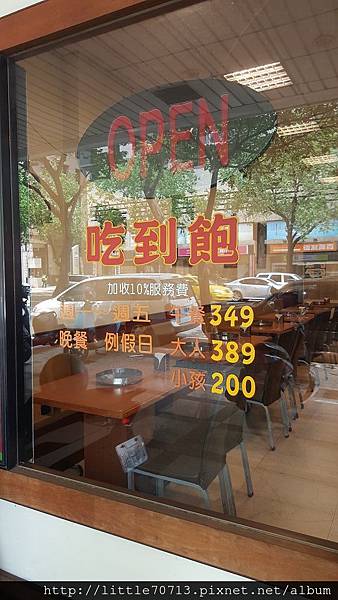 OPEN
吃到飽
加收10%服務費
週一~週五 午餐 349
晚餐 例假日 大人 389
小孩 200
http://little70713.pixnet.net/album